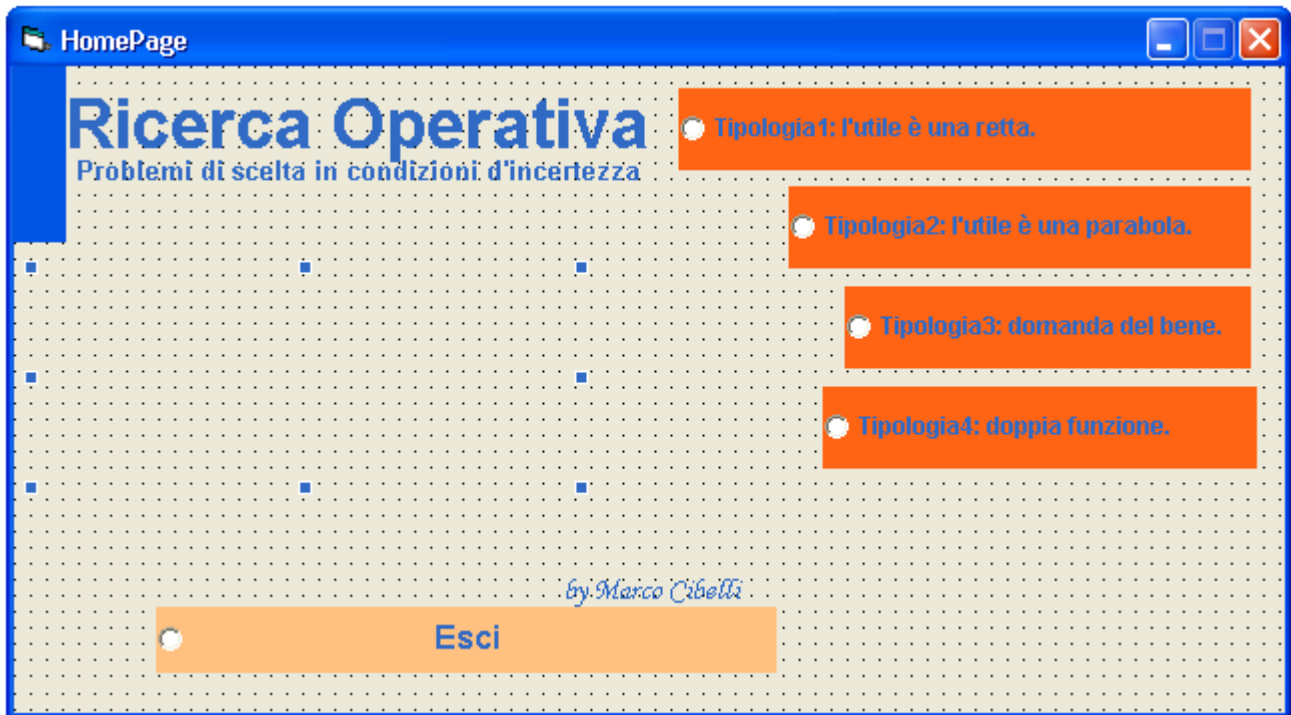 HomePage
Ricerca Operativa
Problemi di scelta in condizioni d'incertezza
Tipologia1: l'utile è una retta.
Tipologia2: l'utile è una parabola.
Tipologia3: domanda del bene.
Tipologia4: doppia funzione.
by Marco Cibelli
Esci